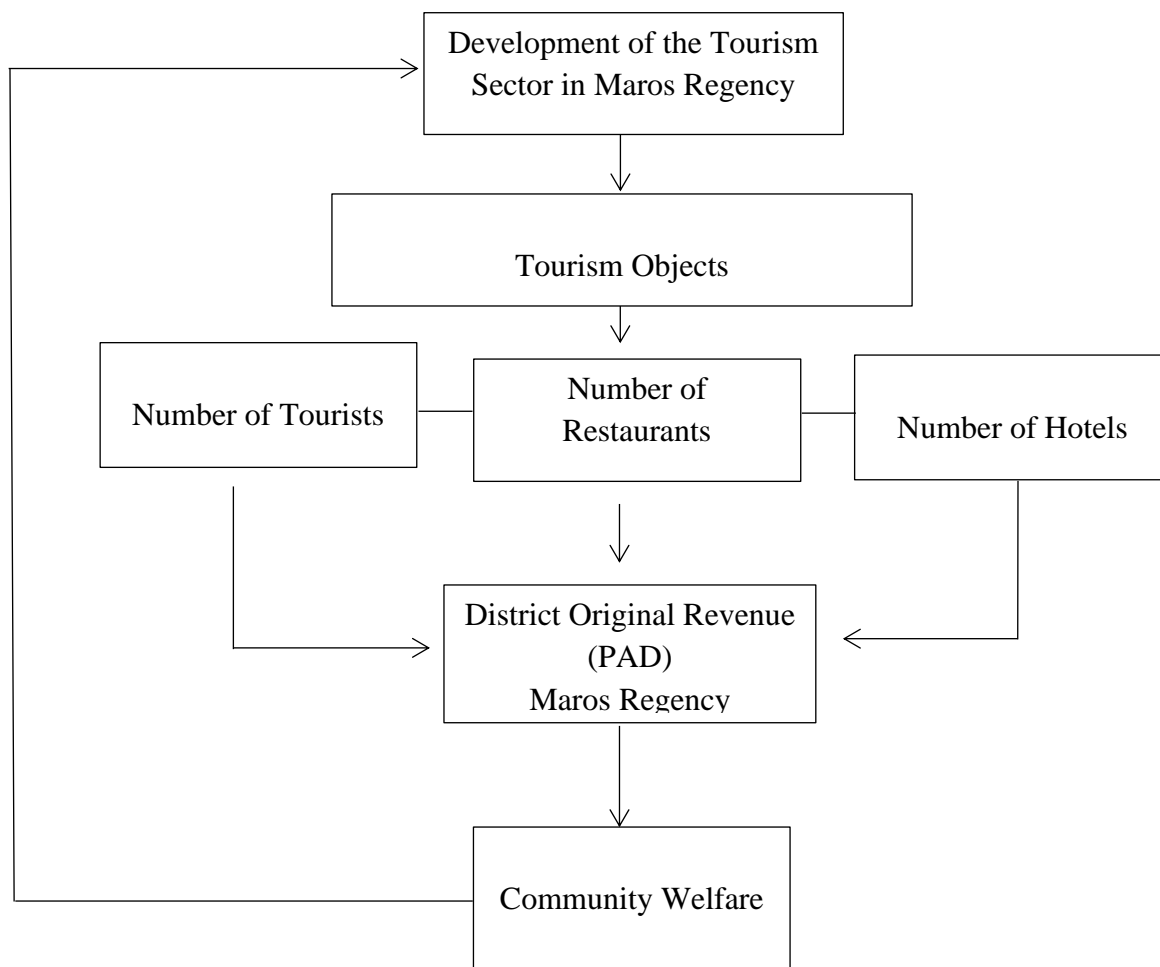 Development of the Tourism
Sector in Maros Regency
Tourism Objects
Number of Tourists
Number of
Restaurants
Number of Hotels
District Original Revenue
(PAD)
Maros Regency
Community Welfare